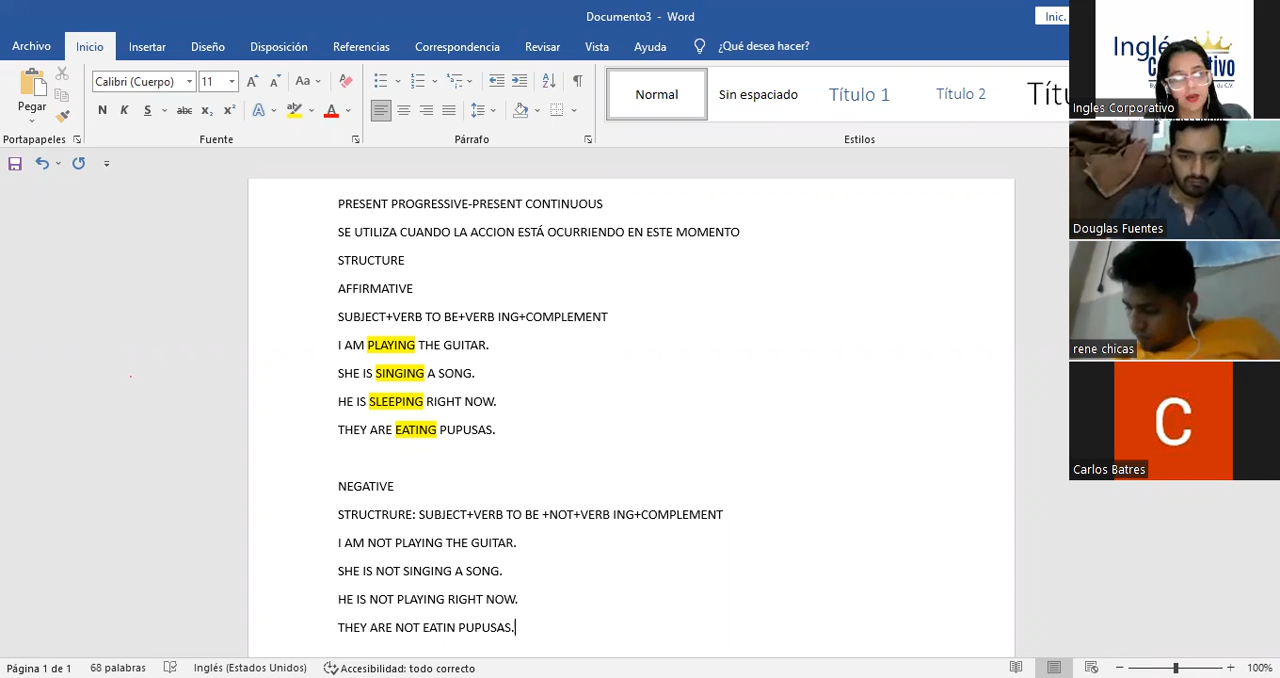 Documento3 - Word
Inic.
Archivo
Inicio
Insertar
Diseño
Disposición
Referencias
Correspondencia
Revisar
Vista
Ayuda
¿Qué desea hacer?
Pegar
Calibri (Cuerpo)
11
Aa
N K S abc x₂ x² A A
Normal
Sin espaciado
Título 1
Título 2
Portapapeles
Fuente
Párrafo
Estilos
PRESENT PROGRESSIVE-PRESENT CONTINUOUS
SE UTILIZA CUANDO LA ACCION ESTÁ OCURRIENDO EN ESTE MOMENTO
STRUCTURE
AFFIRMATIVE
SUBJECT+VERB TO BE+VERB ING+COMPLEMENT
I AM PLAYING THE GUITAR.
SHE IS SINGING A SONG.
HE IS SLEEPING RIGHT NOW.
THEY ARE EATING PUPUSAS.
NEGATIVE
STRUCTRURE: SUBJECT+VERB TO BE +NOT+VERB ING+COMPLEMENT
I AM NOT PLAYING THE GUITAR.
SHE IS NOT SINGING A SONG.
HE IS NOT PLAYING RIGHT NOW.
THEY ARE NOT EATIN PUPUSAS.
Página 1 de 1
68 palabras
Inglés (Estados Unidos)
Accesibilidad: todo correcto
100%
Ingles Corporativo
Douglas Fuentes
rene chicas
C
Carlos Batres